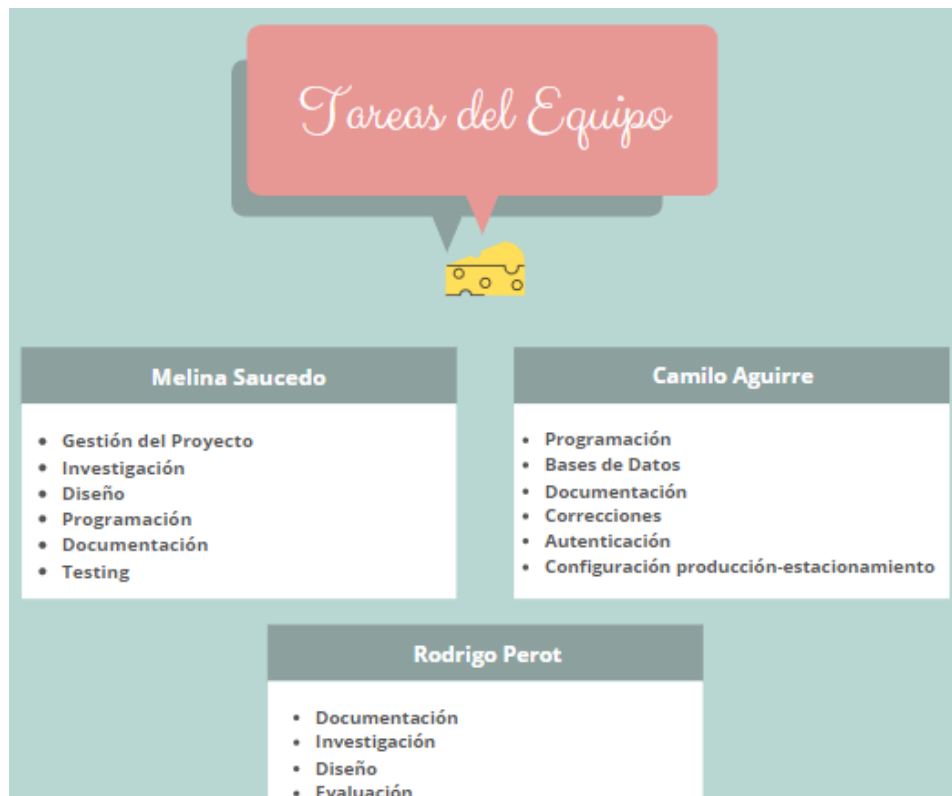 Tareas del Equipo
Melina Saucedo
• Gestión del Proyecto
• Investigación
• Diseño
• Programación
• Documentación
• Testing
Camilo Aguirre
• Programación
• Bases de Datos
• Documentación
• Correcciones
• Autenticación
• Configuración producción-estacionamiento
Rodrigo Perot
• Documentación
• Investigación
• Diseño
• Evaluación